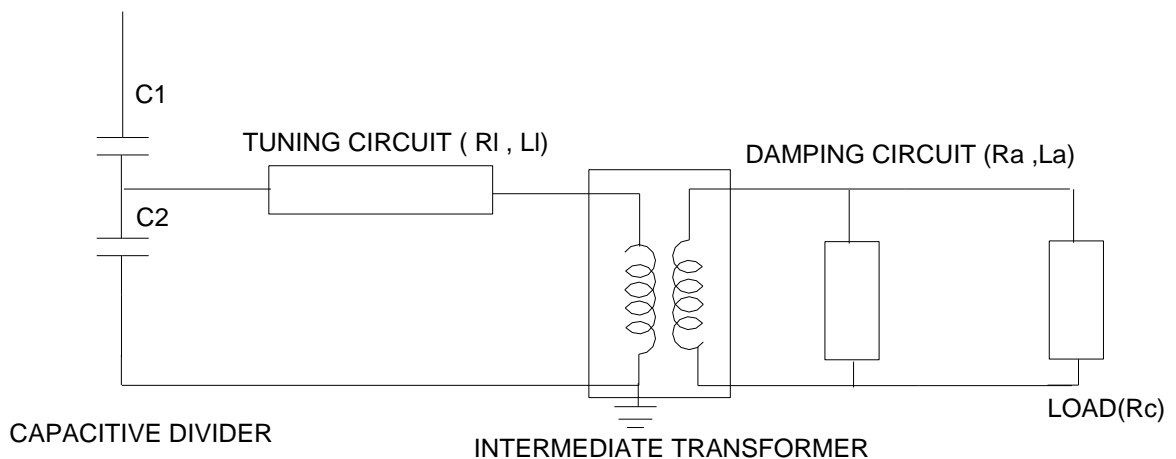 C1
TUNING CIRCUIT ( Rl , Ll)
DAMPING CIRCUIT (Ra ,La)
C2
LOAD(Rc)
CAPACITIVE DIVIDER
INTERMEDIATE TRANSFORMER